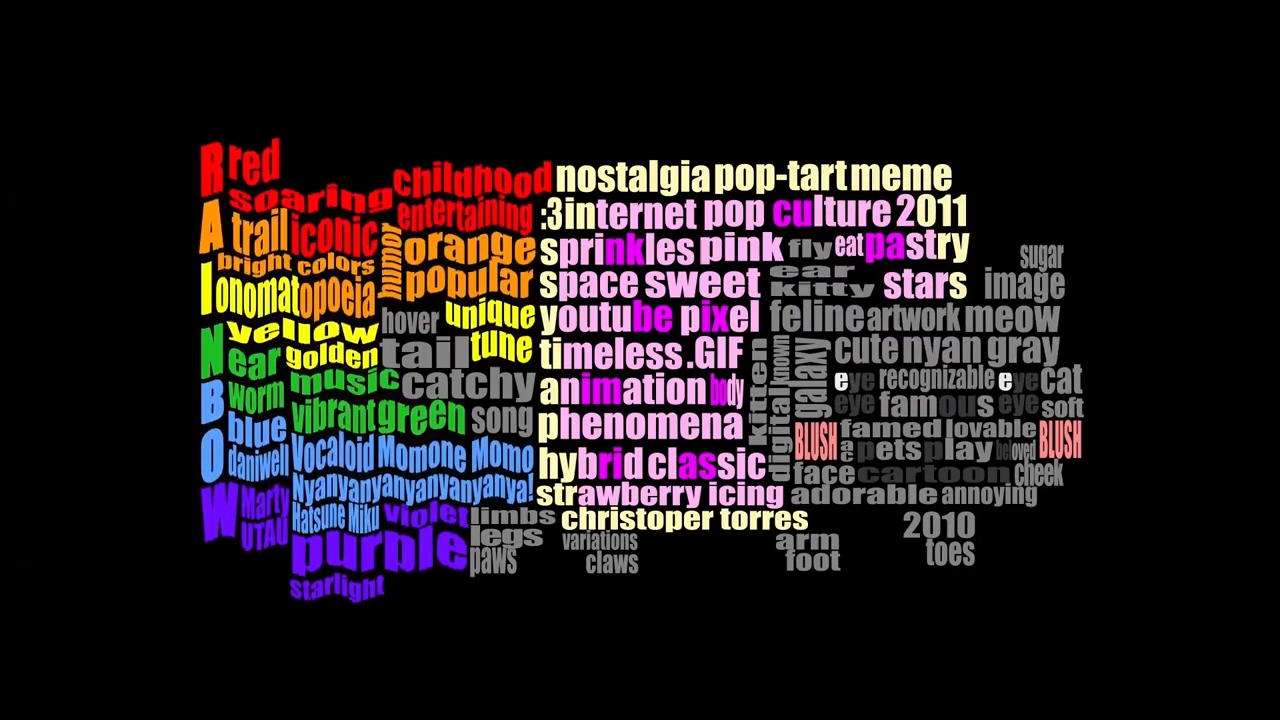 RAINBOW
red
soaring
childhood
nostalgia pop-tart meme
trail iconic
entertaining
:3 internet pop culture 2011
bright colors
humor
orange
sprinkles pink fly eat pastry
popular
ear
kitty
space sweet
stars
sugar
image
onomatopoeia
hover
unique
youtube pixel
feline artwork meow
yellow
golden
tail
tune
timeless .GIF
kitten
known
galaxy
digital
cute nyan gray
Near
worm
music
catchy
animation body
eye recognizable eye cat
eye famous eye soft
vibrant green
song
phenomena
BLUSH
famed lovable
BLUSH
blue
daniwell
Vocaloid Momone Momo
hybrid classic
pets play beloved
face cartoon cheek
Nyanyanyanyanyanyanya!
strawberry icing
adorable annoying
Marty
UTAU
Hatsune Miku
violet
limbs
christoper torres
2010
purple
legs
variations
arm
toes
paws
claws
foot
starlight